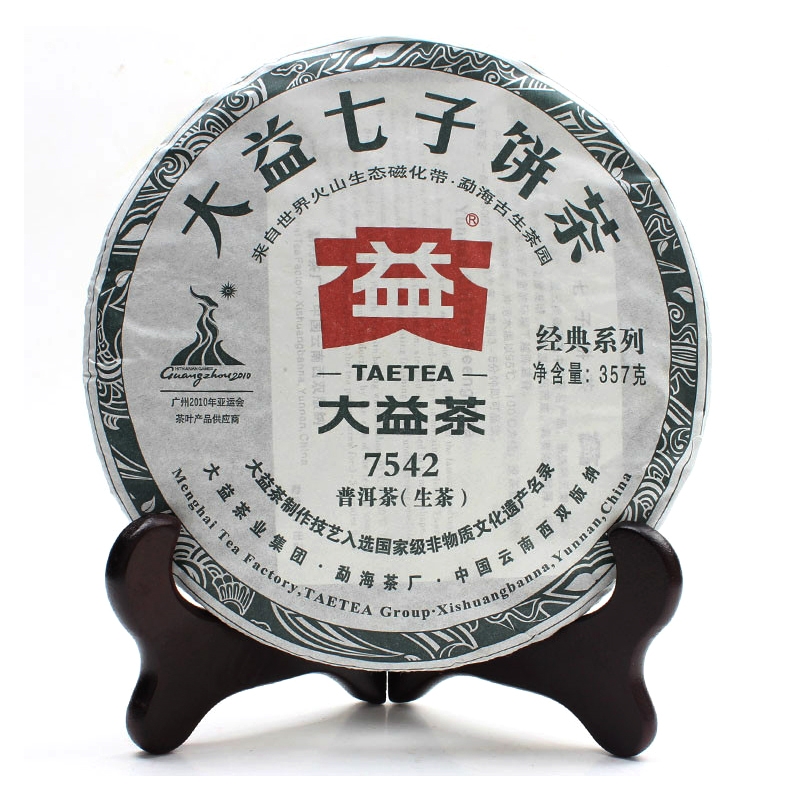 大益七子饼茶
来自世界火山生态磁化带·勐海古生茶园
益®
TAETEA
大益茶
7542
普洱茶(生茶)
经典系列
净含量:357克
Guangzhou2010
广州2010年亚运会
茶叶产品供应商
大益茶制作技艺入选国家级非物质文化遗产名录
大益茶业集团·勐海茶厂·中国云南西双版纳
Menghai Tea Factory,TAETEA Group·Xishuangbanna,Yunnan,China